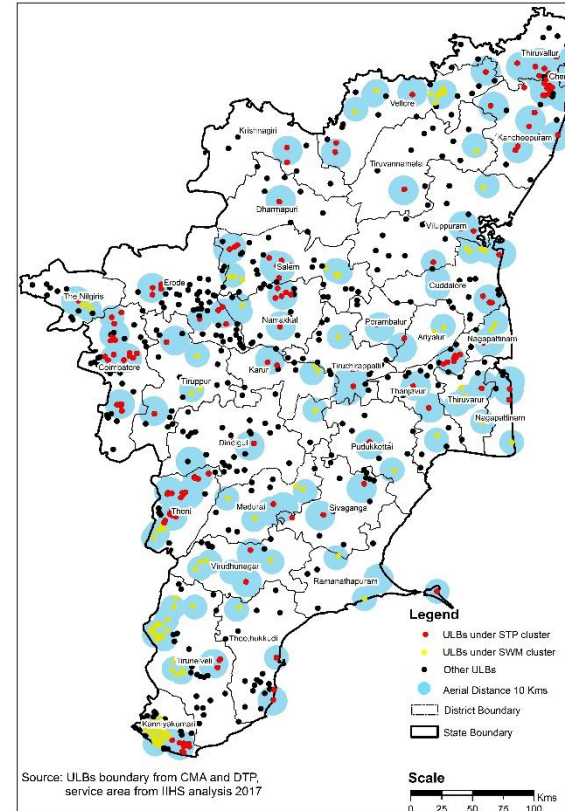 Thiruvallur
Chen
Vellore
Kancheepuram
Krishnagiri
Tiruvannamalai
Dharmapuri
Viluppuram
Salem
Erode
The Nilgiris
Cuddalore
Namakkal
Perambalur
Ariyalur
Nagapattinam
Coimbatore
Karur
Tiruchirappalli
Tiruppur
Thanjavur
Thiruvarur
Nagapattinam
Dindigul
Pudukkottai
Theni
Madurai
Sivaganga
Virudhunagar
Ramanathapuram
Thoothukkudi
Tirunelveli
Kanniyakumari
Legend
ULBs under STP cluster
ULBs under SWM cluster
Other ULBs
Aerial Distance 10 Kms
District Boundary
State Boundary
Source: ULBs boundary from CMA and DTP,
service area from IIHS analysis 2017
Scale
Kms
0 25 50 100